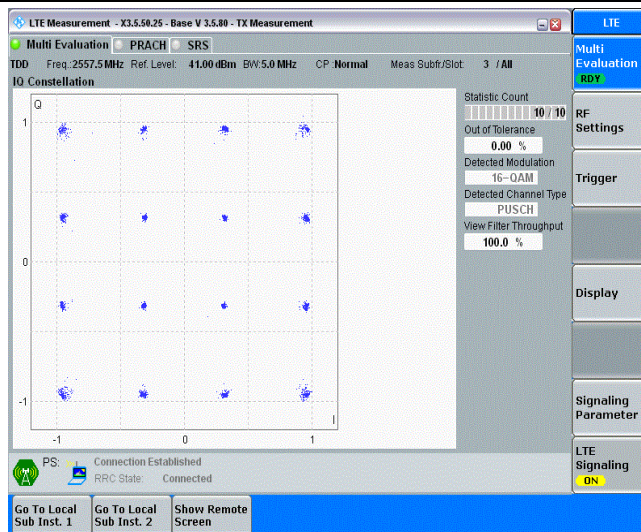 LTE Measurement - X3.5.50.25 - Base V 3.5.80 - TX Measurement
LTE
Multi Evaluation PRACH SRS
TDD Freq.:2557.5 MHz Ref. Level: 41.00 dBm BW:5.0 MHz CP :Normal Meas Subfr./Slot: 3 / All
IQ Constellation
Q
1
0
-1
-1 0 1
I
Statistic Count
10 / 10
Out of Tolerance
0.00 %
Detected Modulation
16-QAM
Detected Channel Type
PUSCH
View Filter Throughput
100.0 %
Multi
Evaluation
RDY
RF
Settings
Trigger
Display
Signaling
Parameter
LTE
Signaling
ON
PS: Connection Established
RRC State: Connected
Go To Local
Sub Inst. 1
Go To Local
Sub Inst. 2
Show Remote
Screen